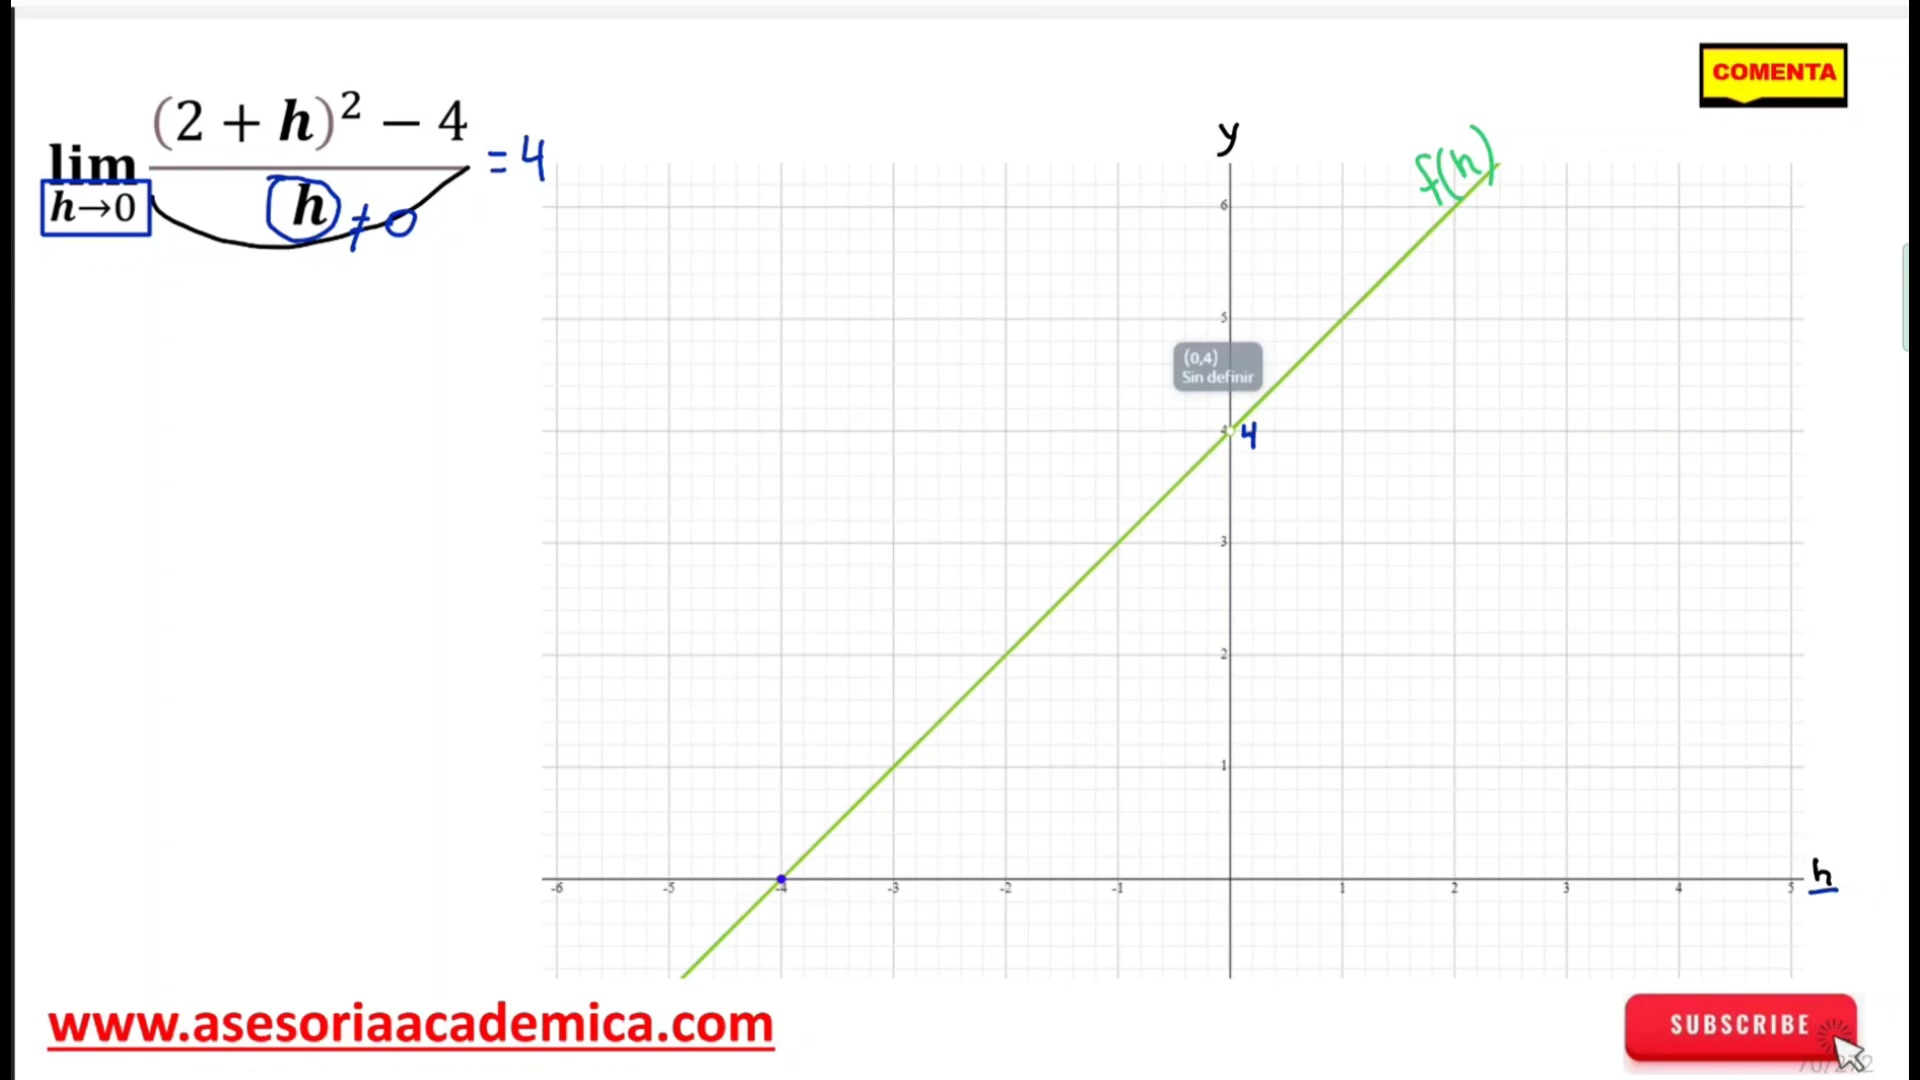 COMENTA
lim h→0 (2 + h)² − 4 / h = 4
h ≠ 0
y
f(h)
6
5
(0,4)
Sin definir
4 4
3
2
1
-6 -5 -4 -3 -2 -1 1 2 3 4 5 h
www.asesoriaacademica.com
SUBSCRIBE